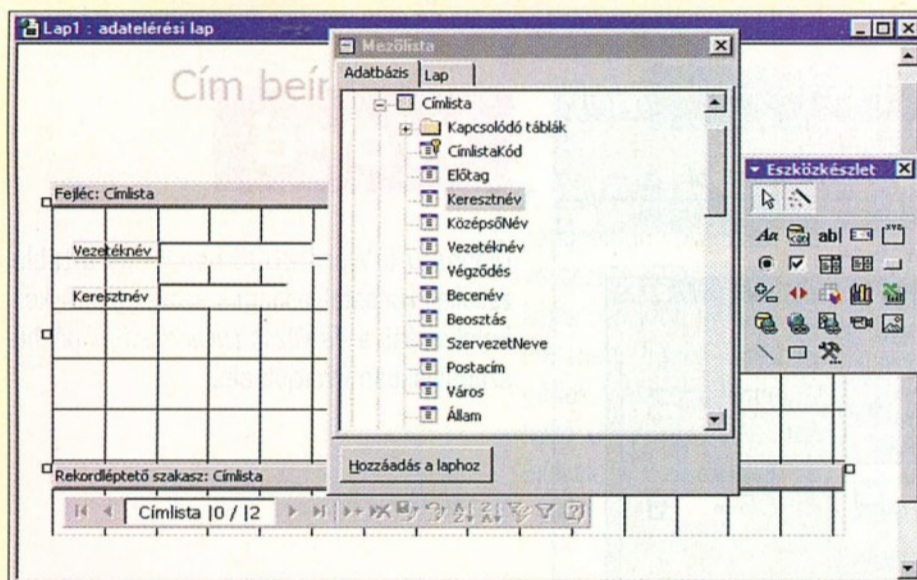 Lap1 : adatelérési lap
Cím beír
Fejléc: Címlista
Vezetéknév
Keresztnév
Rekordléptető szakasz: Címlista
Címlista |0 / |2
Mezőlista
Adatbázis
Lap
Címlista
Kapcsolódó táblák
CímlistaKód
Előtag
Keresztnév
KözépsőNév
Vezetéknév
Végződés
Becenév
Beosztás
SzervezetNeve
Postacím
Város
Állam
Hozzáadás a laphoz
Eszközkészlet
Aa
ab|
XYZ